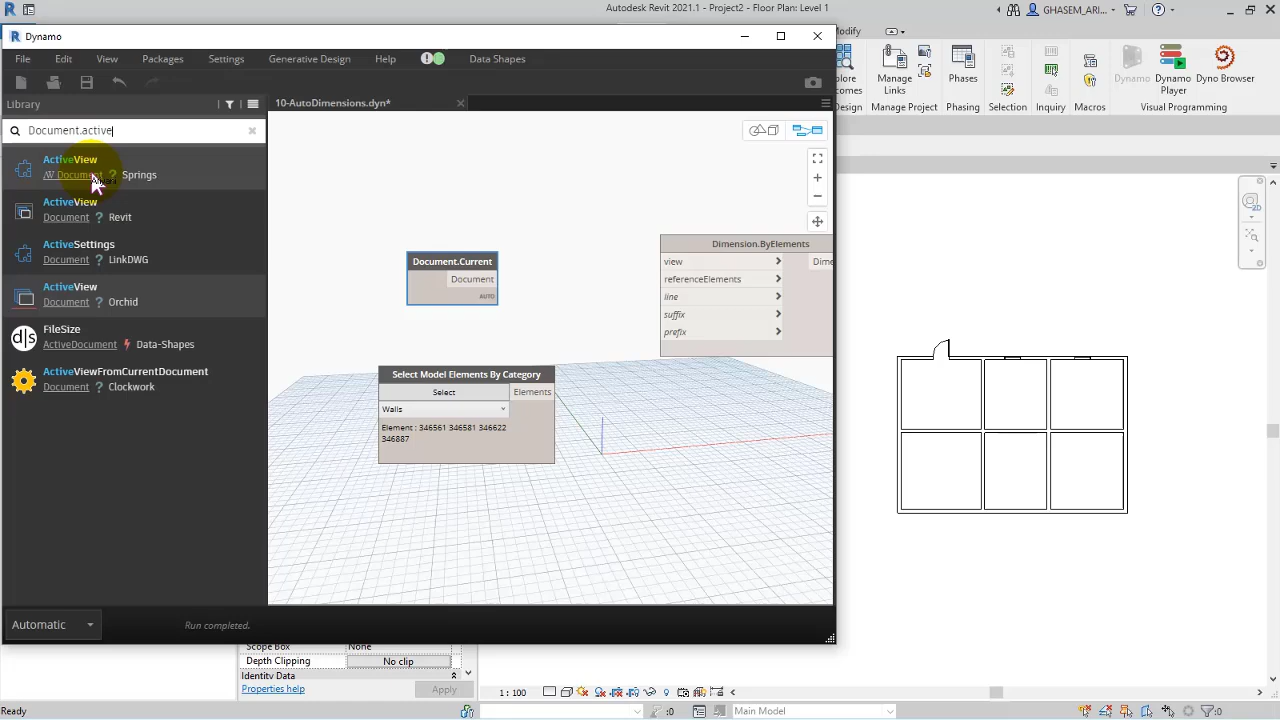 Autodesk Revit 2021.1 - Project2 - Floor Plan: Level 1
GHASEM_AR...
Dynamo
Modify
File Edit View Packages Settings Generative Design Help Data Shapes
Manage Links
Phases
Dynamo
Dynamo Player
Dyno Browser
Design Manage Project Phasing Selection Inquiry Macros Visual Programming
Library
10-AutoDimensions.dyn*
Document.active
ActiveView
Document ? Springs
ActiveView
Document ? Revit
ActiveSettings
Document ? LinkDWG
ActiveView
Document ? Orchid
FileSize
ActiveDocument Data-Shapes
ActiveViewFromCurrentDocument
Document ? Clockwork
Document.Current
Document
AUTO
Dimension.ByElements
view
referenceElements
line
suffix
prefix
Select Model Elements By Category
Select
Elements
Walls
Element : 346561 346581 346622
346887
Automatic
Run completed.
Scope Box None
Depth Clipping No clip
Identity Data
Properties help
Apply
1 : 100
Ready
:0
Main Model
:0